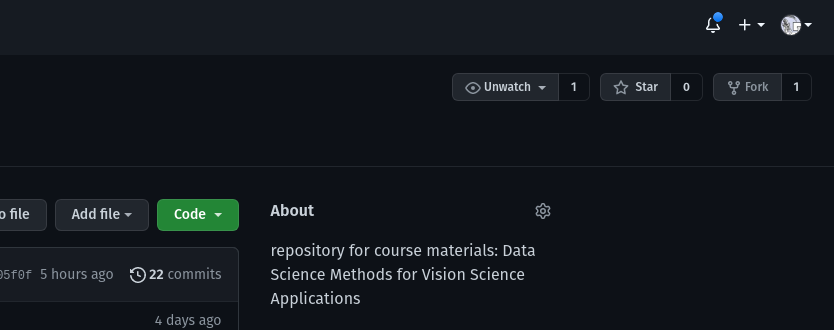 Unwatch 1 Star 0 Fork 1
o file Add file Code
About
repository for course materials: Data
Science Methods for Vision Science
Applications
05f0f 5 hours ago 22 commits
4 days ago